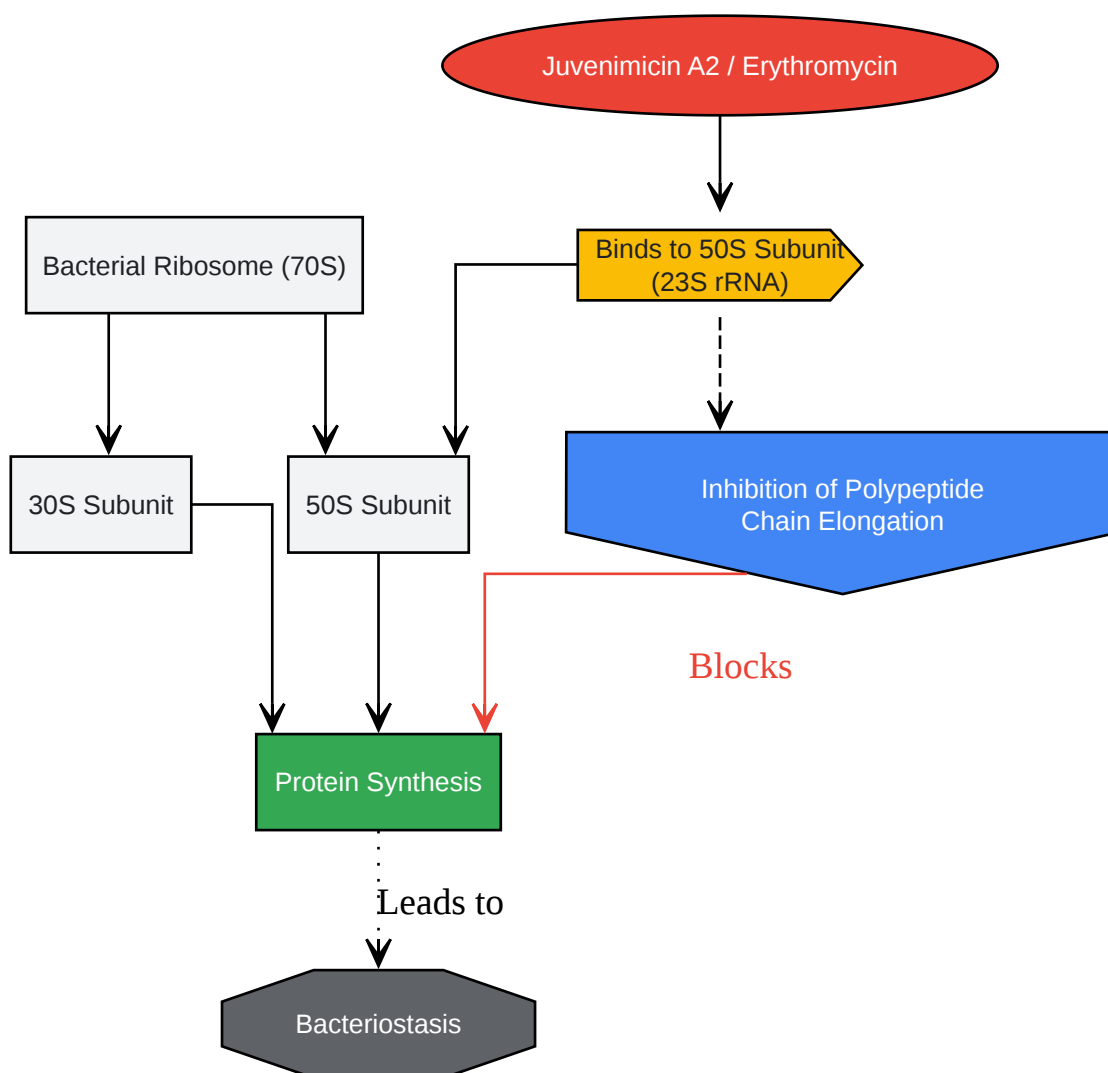 Juvenimicin A2 / Erythromycin
Binds to 50S Subunit
(23S rRNA)
Bacterial Ribosome (70S)
30S Subunit
50S Subunit
Inhibition of Polypeptide
Chain Elongation
Blocks
Protein Synthesis
Leads to
Bacteriostasis